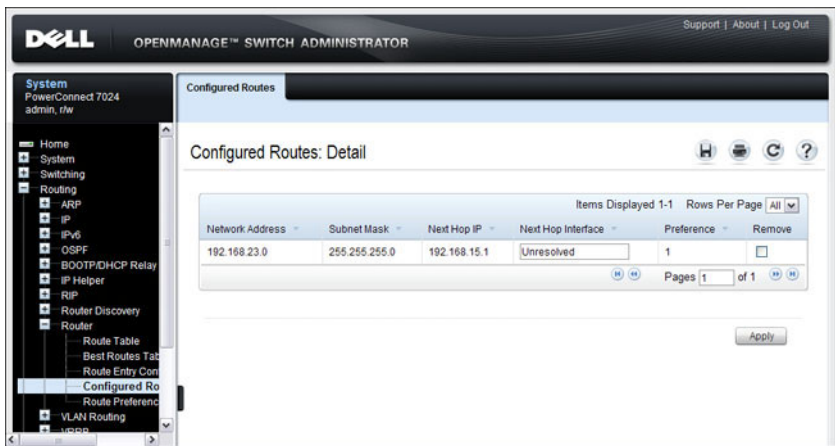 Support | About | Log Out
DELL
OPENMANAGE™ SWITCH ADMINISTRATOR
System
PowerConnect 7024
admin, r/w
Configured Routes
Home
System
Switching
Routing
ARP
IP
IPv6
OSPF
BOOTP/DHCP Relay
IP Helper
RIP
Router Discovery
Router
Route Table
Best Routes Tab
Route Entry Con
Configured Ro
Route Preferenc
VLAN Routing
VRRP
Configured Routes: Detail
Items Displayed 1-1 Rows Per Page All
Network Address Subnet Mask Next Hop IP Next Hop Interface Preference Remove
192.168.23.0 255.255.255.0 192.168.15.1 Unresolved 1
Pages 1 of 1
Apply